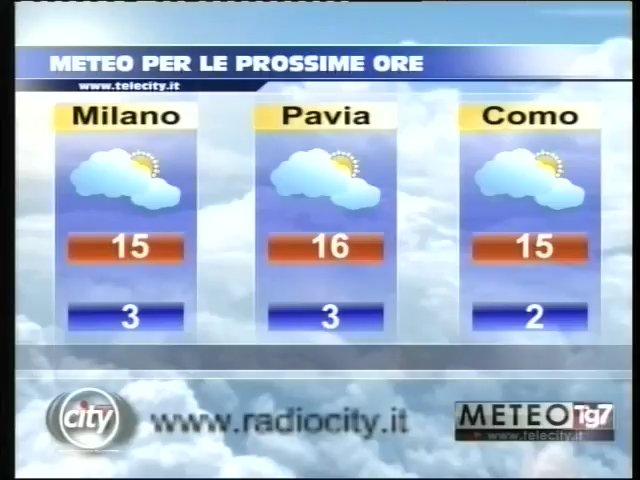 METEO PER LE PROSSIME ORE
www.telecity.it
Milano Pavia Como
15 16 15
3 3 2
city www.radiocity.it METEO Tg7
www.telecity.it